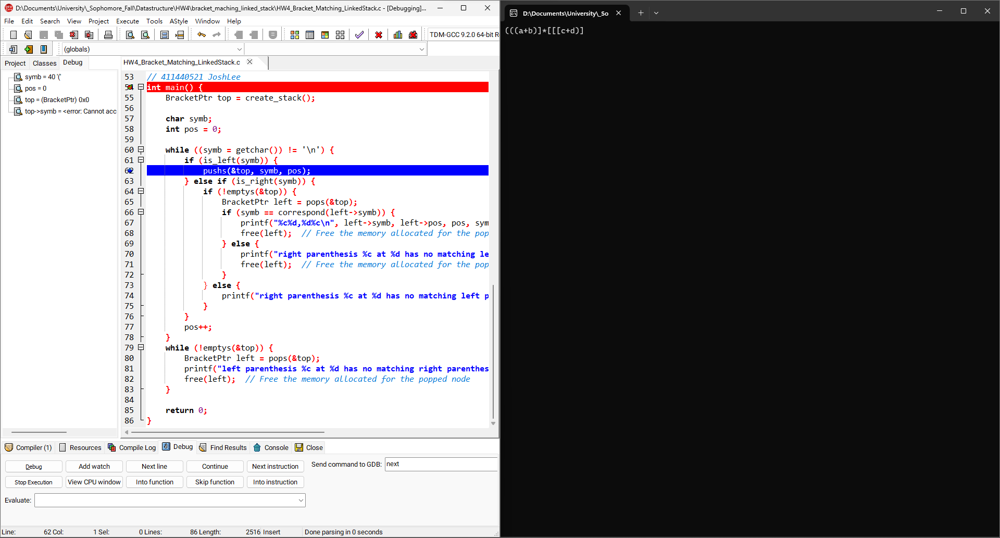 D:\Documents\University\_Sophomore_Fall\Datastructure\HW4\bracket_maching_linked_stack\HW4_Bracket_Matching_LinkedStack.c - [Debugging]...
File Edit Search View Project Execute Tools AStyle Window Help
TDM-GCC 9.2.0 64-bit R
(globals)
Project Classes Debug
symb = 40 '('
pos = 0
top = (BracketPtr) 0x0
top->symb = <error: Cannot acc
HW4_Bracket_Matching_LinkedStack.c
53 // 411440521 JoshLee
54 int main() {
55 BracketPtr top = create_stack();
56
57 char symb;
58 int pos = 0;
59
60 while ((symb = getchar()) != '\n') {
61 if (is_left(symb)) {
62 pushs(&top, symb, pos);
63 } else if (is_right(symb)) {
64 if (!emptys(&top)) {
65 BracketPtr left = pops(&top);
66 if (symb == correspond(left->symb)) {
67 printf("%c%d,%d%c\n", left->symb, left->pos, pos, sym
68 free(left); // Free the memory allocated for the pop
69 } else {
70 printf("right parenthesis %c at %d has no matching le
71 free(left); // Free the memory allocated for the pop
72 }
73 } else {
74 printf("right parenthesis %c at %d has no matching left p
75 }
76 }
77 pos++;
78 }
79 while (!emptys(&top)) {
80 BracketPtr left = pops(&top);
81 printf("left parenthesis %c at %d has no matching right parenthes
82 free(left); // Free the memory allocated for the popped node
83 }
84
85 return 0;
86 }
Compiler (1) Resources Compile Log Debug Find Results Console Close
Debug Add watch Next line Continue Next instruction Send command to GDB: next
Stop Execution View CPU window Into function Skip function Into instruction
Evaluate:
Line: 62 Col: 1 Sel: 0 Lines: 86 Length: 2516 Insert Done parsing in 0 seconds
D:\Documents\University\_So
(((a+b)]*[[[c+d)]